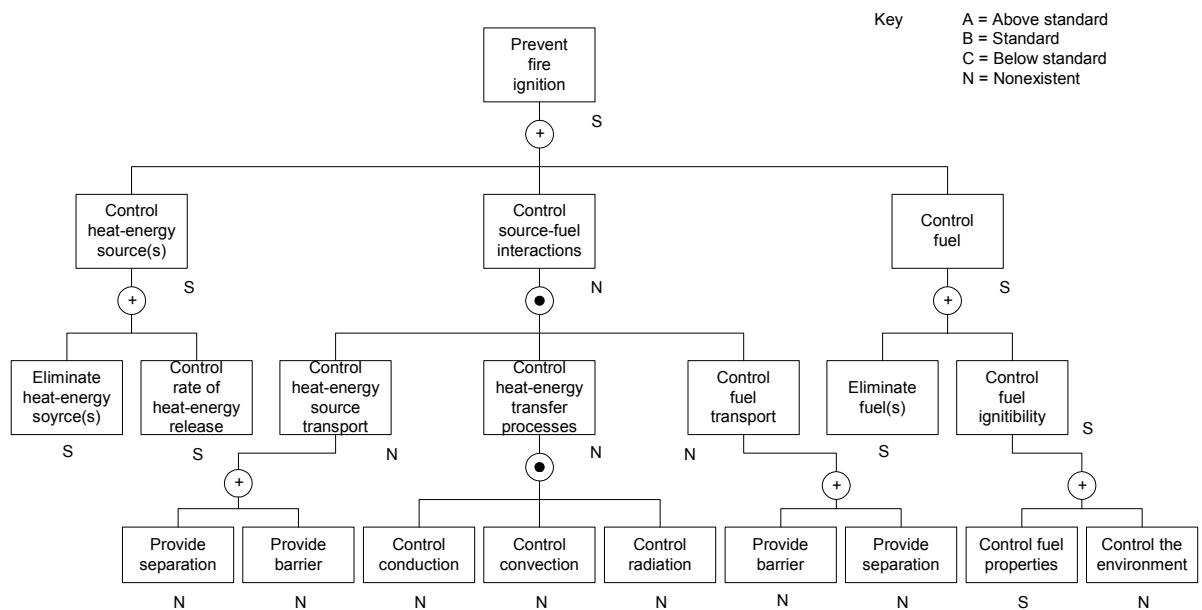 Key A = Above standard
B = Standard
C = Below standard
N = Nonexistent
Prevent
fire
ignition
S
+
Control
heat-energy
source(s)
S
+
Control
source-fuel
interactions
N
Control
fuel
S
+
Eliminate
heat-energy
soyrce(s)
S
Control
rate of
heat-energy
release
S
Control
heat-energy
source
transport
N
+
Control
heat-energy
transfer
processes
N
Control
fuel
transport
N
+
Eliminate
fuel(s)
S
Control
fuel
ignitibility
S
+
Provide
separation
N
Provide
barrier
N
Control
conduction
N
Control
convection
N
Control
radiation
N
Provide
barrier
N
Provide
separation
N
Control fuel
properties
S
Control the
environment
N